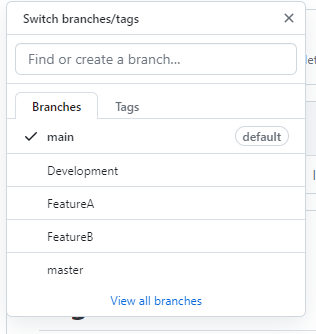 Switch branches/tags
Find or create a branch...
Branches Tags
main default
Development
FeatureA
FeatureB
master
View all branches